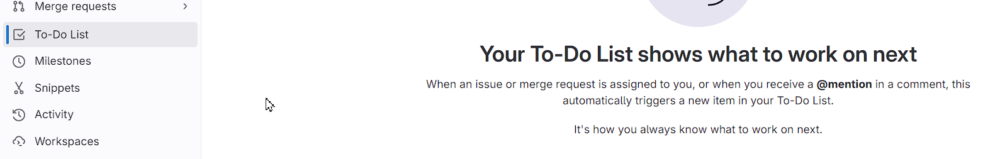 Merge requests
To-Do List
Milestones
Snippets
Activity
Workspaces
Your To-Do List shows what to work on next
When an issue or merge request is assigned to you, or when you receive a @mention in a comment, this
automatically triggers a new item in your To-Do List.
It's how you always know what to work on next.